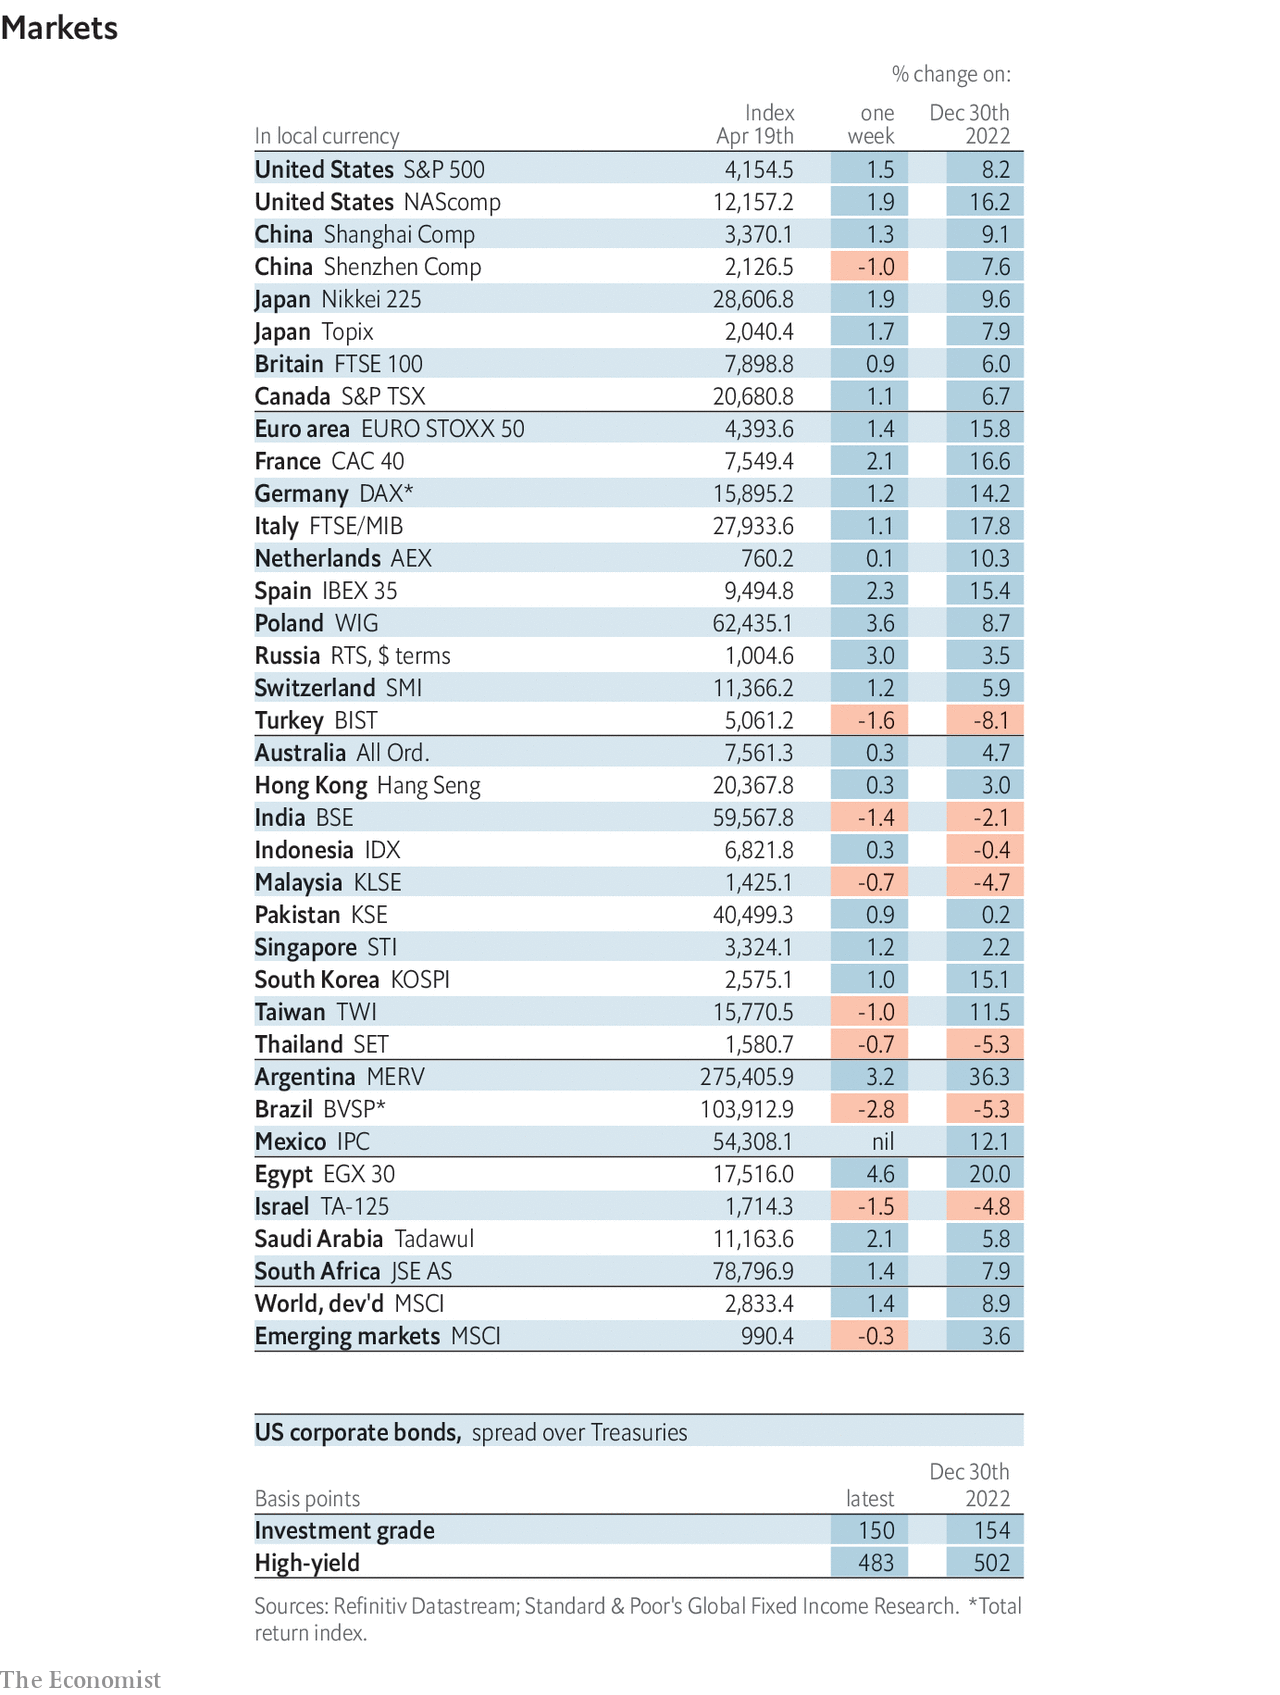 Markets
% change on:
Index one Dec 30th
In local currency Apr 19th week 2022
United States S&P 500 4,154.5 1.5 8.2
United States NAScomp 12,157.2 1.9 16.2
China Shanghai Comp 3,370.1 1.3 9.1
China Shenzhen Comp 2,126.5 -1.0 7.6
Japan Nikkei 225 28,606.8 1.9 9.6
Japan Topix 2,040.4 1.7 7.9
Britain FTSE 100 7,898.8 0.9 6.0
Canada S&P TSX 20,680.8 1.1 6.7
Euro area EURO STOXX 50 4,393.6 1.4 15.8
France CAC 40 7,549.4 2.1 16.6
Germany DAX* 15,895.2 1.2 14.2
Italy FTSE/MIB 27,933.6 1.1 17.8
Netherlands AEX 760.2 0.1 10.3
Spain IBEX 35 9,494.8 2.3 15.4
Poland WIG 62,435.1 3.6 8.7
Russia RTS, $ terms 1,004.6 3.0 3.5
Switzerland SMI 11,366.2 1.2 5.9
Turkey BIST 5,061.2 -1.6 -8.1
Australia All Ord. 7,561.3 0.3 4.7
Hong Kong Hang Seng 20,367.8 0.3 3.0
India BSE 59,567.8 -1.4 -2.1
Indonesia IDX 6,821.8 0.3 -0.4
Malaysia KLSE 1,425.1 -0.7 -4.7
Pakistan KSE 40,499.3 0.9 0.2
Singapore STI 3,324.1 1.2 2.2
South Korea KOSPI 2,575.1 1.0 15.1
Taiwan TWI 15,770.5 -1.0 11.5
Thailand SET 1,580.7 -0.7 -5.3
Argentina MERV 275,405.9 3.2 36.3
Brazil BVSP* 103,912.9 -2.8 -5.3
Mexico IPC 54,308.1 nil 12.1
Egypt EGX 30 17,516.0 4.6 20.0
Israel TA-125 1,714.3 -1.5 -4.8
Saudi Arabia Tadawul 11,163.6 2.1 5.8
South Africa JSE AS 78,796.9 1.4 7.9
World, dev'd MSCI 2,833.4 1.4 8.9
Emerging markets MSCI 990.4 -0.3 3.6
US corporate bonds, spread over Treasuries
Dec 30th
Basis points latest 2022
Investment grade 150 154
High-yield 483 502
Sources: Refinitiv Datastream; Standard & Poor's Global Fixed Income Research. *Total
return index.
The Economist